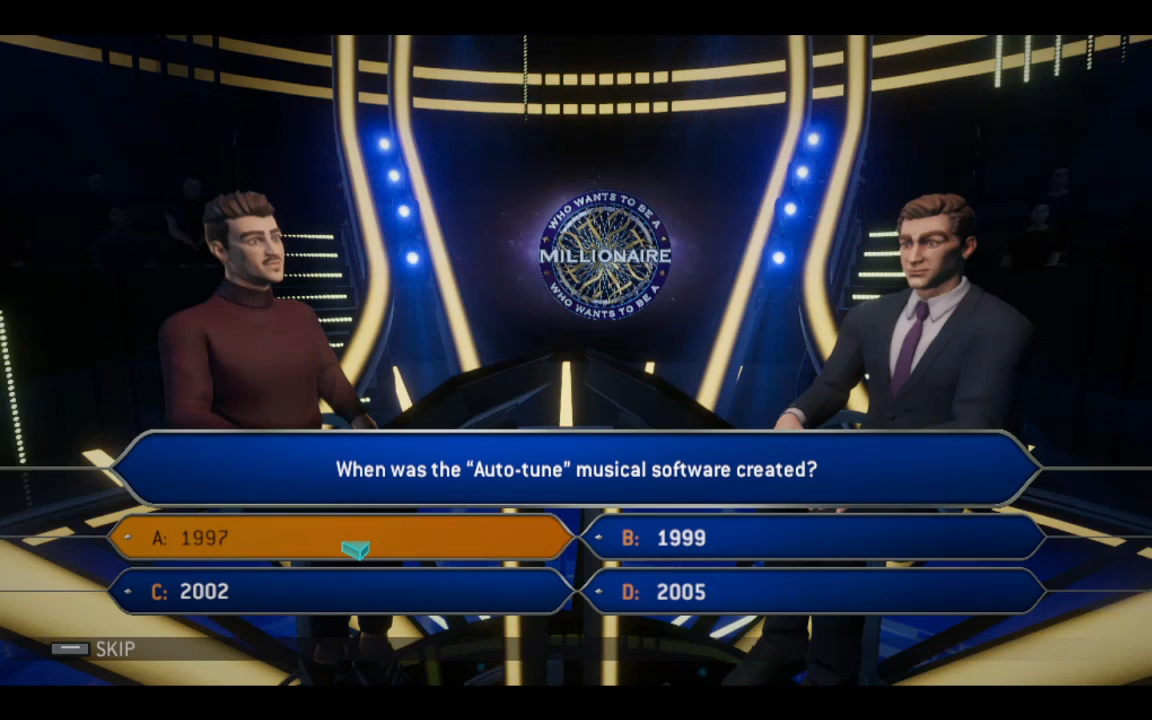 WHO WANTS TO BE A
MILLIONAIRE
WHO WANTS TO BE A
When was the “Auto-tune” musical software created?
A: 1997
B: 1999
C: 2002
D: 2005
SKIP